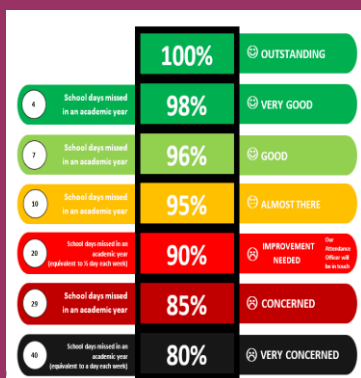 100%
OUTSTANDING
4
School days missed
in an academic year
98%
VERY GOOD
7
School days missed
in an academic year
96%
GOOD
10
School days missed
in an academic year
95%
ALMOST THERE
20
School days missed in an
academic year
(equivalent to ½ day each week)
90%
IMPROVEMENT
NEEDED
Our
Attendance
Officer will
be in touch
29
School days missed
in an academic year
85%
CONCERNED
40
School days missed in an
academic year
(equivalent to a day each week)
80%
VERY CONCERNED